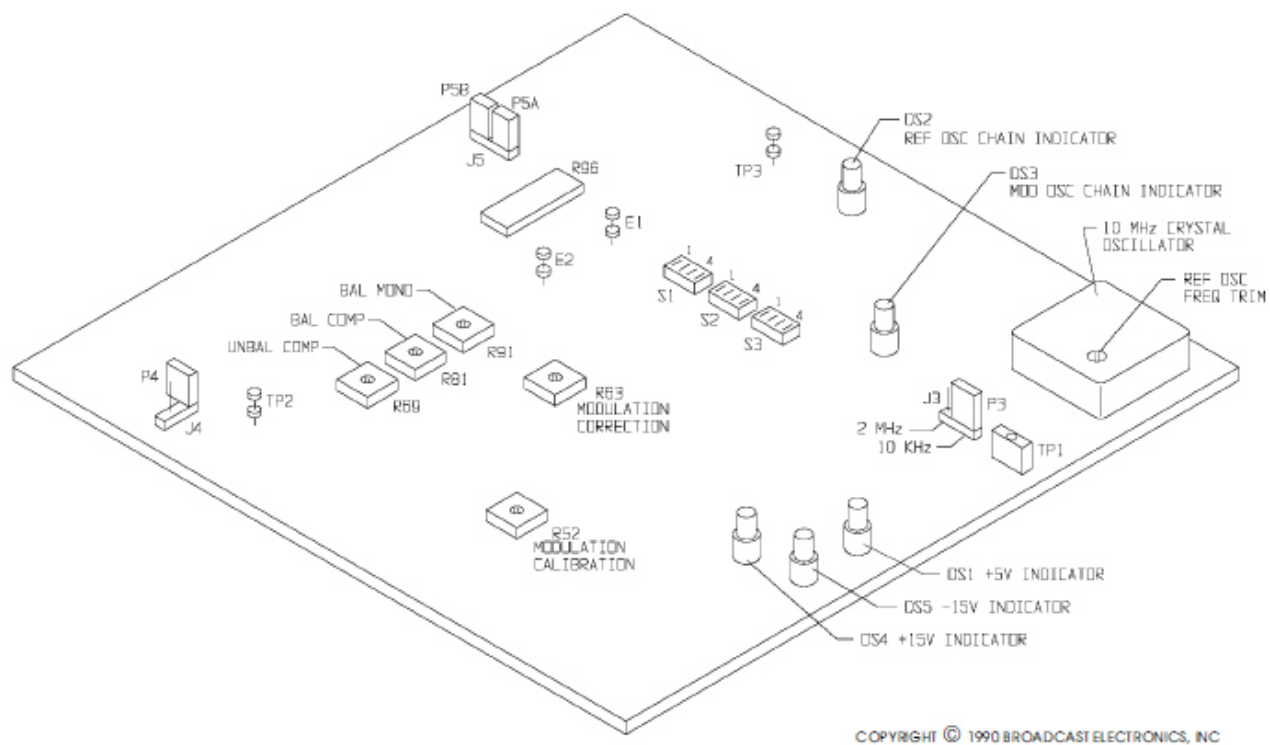 P5B
P5A
J5
R96
TP3
DS2
REF OSC CHAIN INDICATOR
DS3
MOD OSC CHAIN INDICATOR
10 MHz CRYSTAL
OSCILLATOR
REF OSC
FREQ TRIM
E1
E2
1 4
S1
1 4
S2
1 4
S3
BAL MONO
R91
BAL COMP
R81
UNBAL COMP
R69
P4
J4
TP2
R63
MODULATION
CORRECTION
J3
P3
2 MHz
10 KHz
TP1
R52
MODULATION
CALIBRATION
DS1 +5V INDICATOR
DS5 -15V INDICATOR
DS4 +15V INDICATOR
COPYRIGHT © 1990 BROADCAST ELECTRONICS, INC